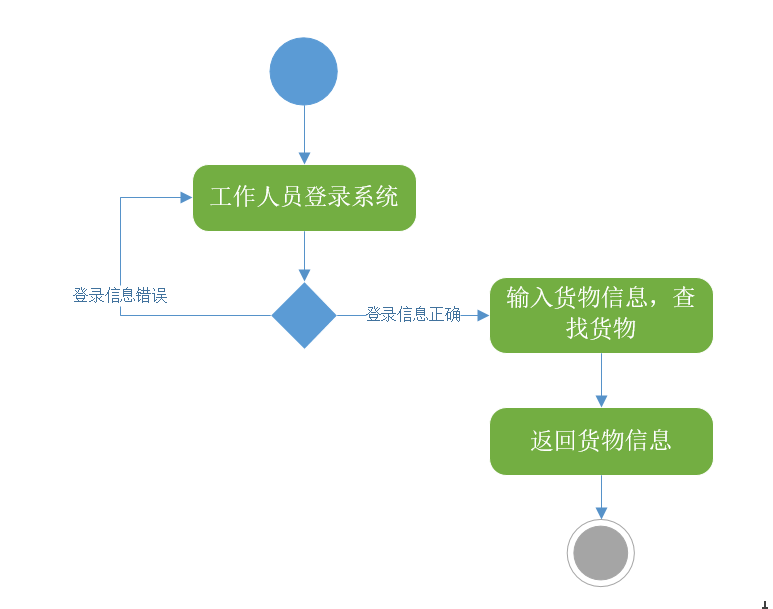 工作人员登录系统
登录信息错误
登录信息正确
输入货物信息，查
找货物
返回货物信息